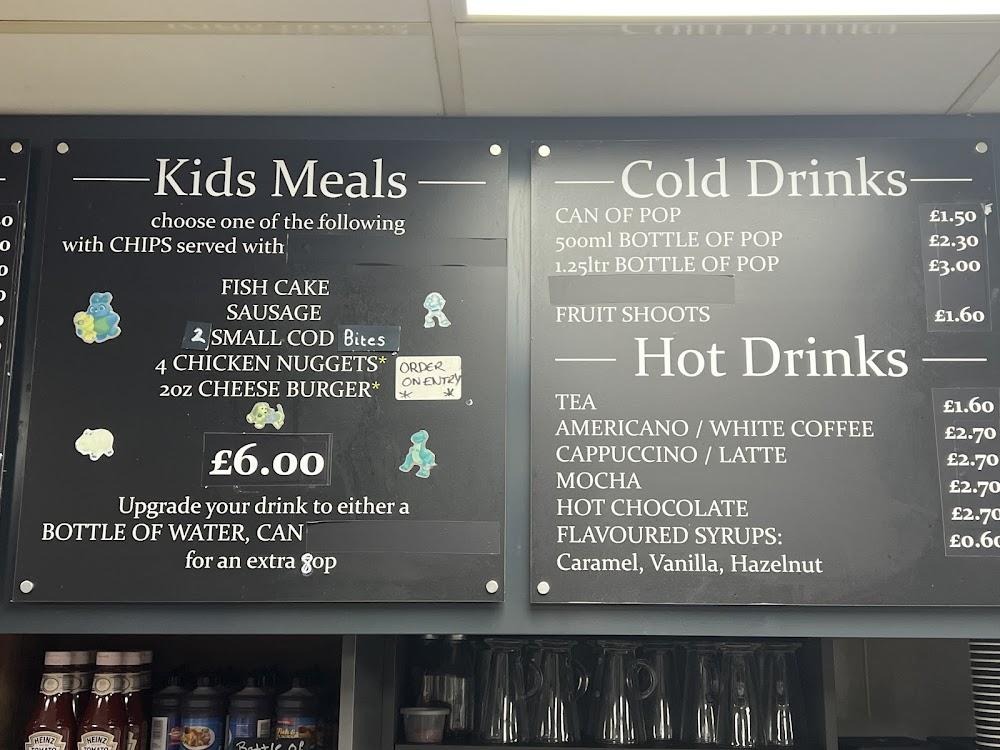 Kids Meals
choose one of the following
with CHIPS served with
FISH CAKE
SAUSAGE
2 SMALL COD Bites
4 CHICKEN NUGGETS*
2oz CHEESE BURGER*
ORDER
ON ENTRY
* *
£6.00
Upgrade your drink to either a
BOTTLE OF WATER, CAN
for an extra 80p
Cold Drinks
CAN OF POP £1.50
500ml BOTTLE OF POP £2.30
1.25ltr BOTTLE OF POP £3.00
FRUIT SHOOTS £1.60
Hot Drinks
TEA £1.60
AMERICANO / WHITE COFFEE £2.70
CAPPUCCINO / LATTE £2.70
MOCHA £2.70
HOT CHOCOLATE £2.70
FLAVOURED SYRUPS: £0.60
Caramel, Vanilla, Hazelnut
HEINZ
TOMATO
HEINZ
TOMATO
Bottle OF